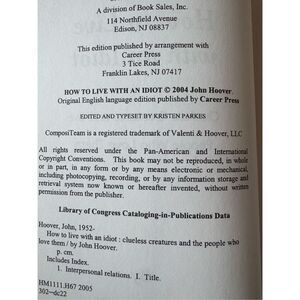 A division of Book Sales, Inc.
114 Northfield Avenue
Edison, NJ 08837
This edition published by arrangement with
Career Press
3 Tice Road
Franklin Lakes, NJ 07417
HOW TO LIVE WITH AN IDIOT © 2004 John Hoover.
Original English language edition published by Career Press
EDITED AND TYPESET BY KRISTEN PARKES
ComposiTeam is a registered trademark of Valenti & Hoover, LLC
All rights reserved under the Pan-American and International
Copyright Conventions. This book may not be reproduced, in whole
or in part, in any form or by any means electronic or mechanical,
including photocopying, recording, or by any information storage and
retrieval system now known or hereafter invented, without written
permission from the publisher.
Library of Congress Cataloging-in-Publications Data
Hoover, John, 1952-
How to live with an idiot : clueless creatures and the people who
love them / by John Hoover.
p. cm.
Includes Index.
1. Interpersonal relations. I. Title.
HM1111.H67 2005
302--dc22